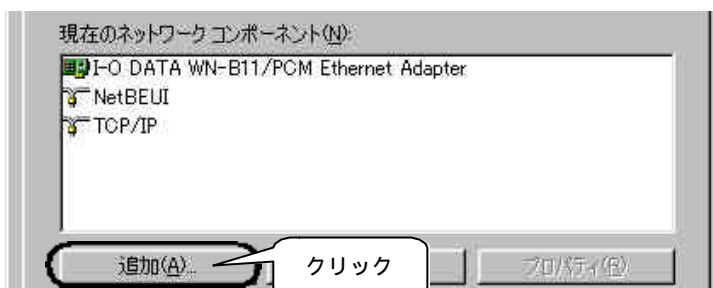 現在のネットワーク コンポーネント(N):
I-O DATA WN-B11/PCM Ethernet Adapter
NetBEUI
TCP/IP
追加(A)...
クリック
プロパティ(R)